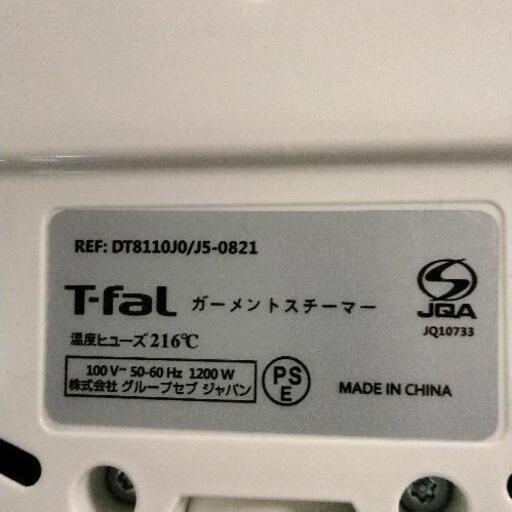 REF: DT8110J0/J5-0821
T-faL ガーメントスチーマー
JQA
JQ10733
温度ヒューズ216℃
100 V~ 50-60 Hz 1200 W
株式会社 グループセブ ジャパン
PS
E
MADE IN CHINA